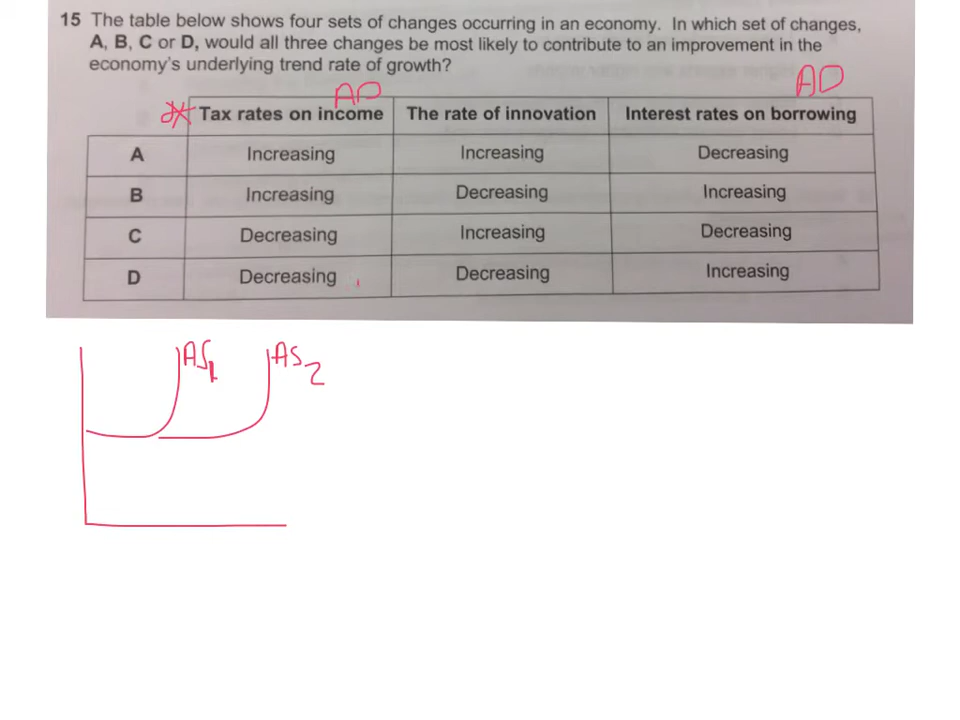 15 The table below shows four sets of changes occurring in an economy. In which set of changes,
A, B, C or D, would all three changes be most likely to contribute to an improvement in the
economy's underlying trend rate of growth?
AD AD
Tax rates on income The rate of innovation Interest rates on borrowing
A Increasing Increasing Decreasing
B Increasing Decreasing Increasing
C Decreasing Increasing Decreasing
D Decreasing Decreasing Increasing
AS1 AS2